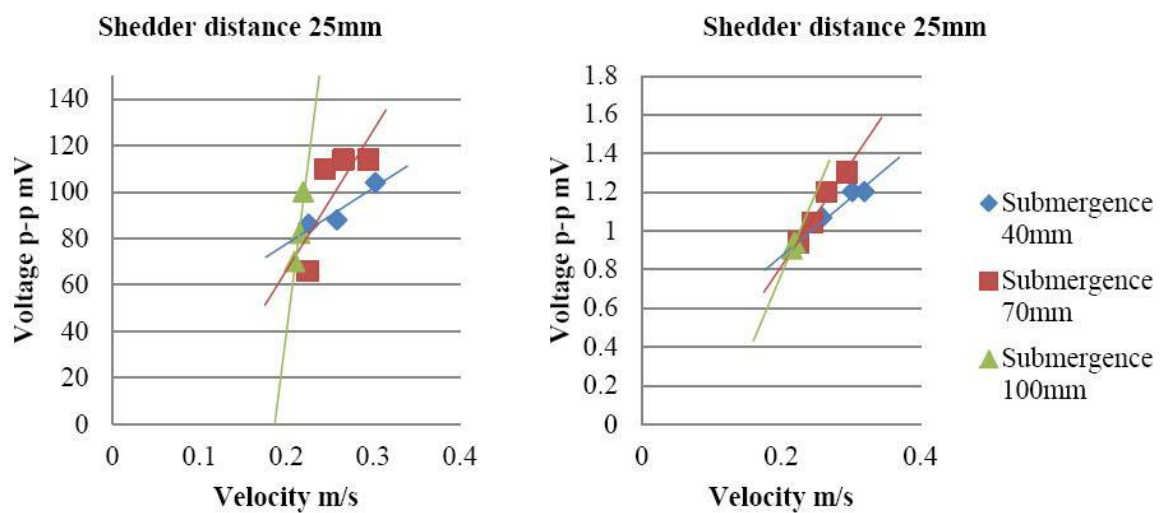 Shedder distance 25mm
Voltage p-p mV
140
120
100
80
60
40
20
0
0
0.1
0.2
0.3
0.4
Velocity m/s
Shedder distance 25mm
Voltage p-p mV
1.8
1.6
1.4
1.2
1
0.8
0.6
0.4
0.2
0
0
0.2
0.4
Velocity m/s
Submergence
40mm
Submergence
70mm
Submergence
100mm